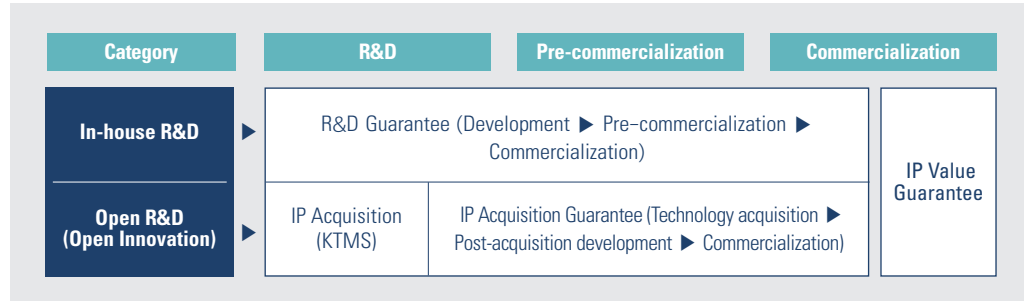 Category
R&D
Pre-commercialization
Commercialization
In-house R&D ▶
R&D Guarantee (Development ▶ Pre-commercialization ▶
Commercialization)
Open R&D
(Open Innovation) ▶
IP Acquisition
(KTMS)
IP Acquisition Guarantee (Technology acquisition ▶
Post-acquisition development ▶ Commercialization)
IP Value
Guarantee